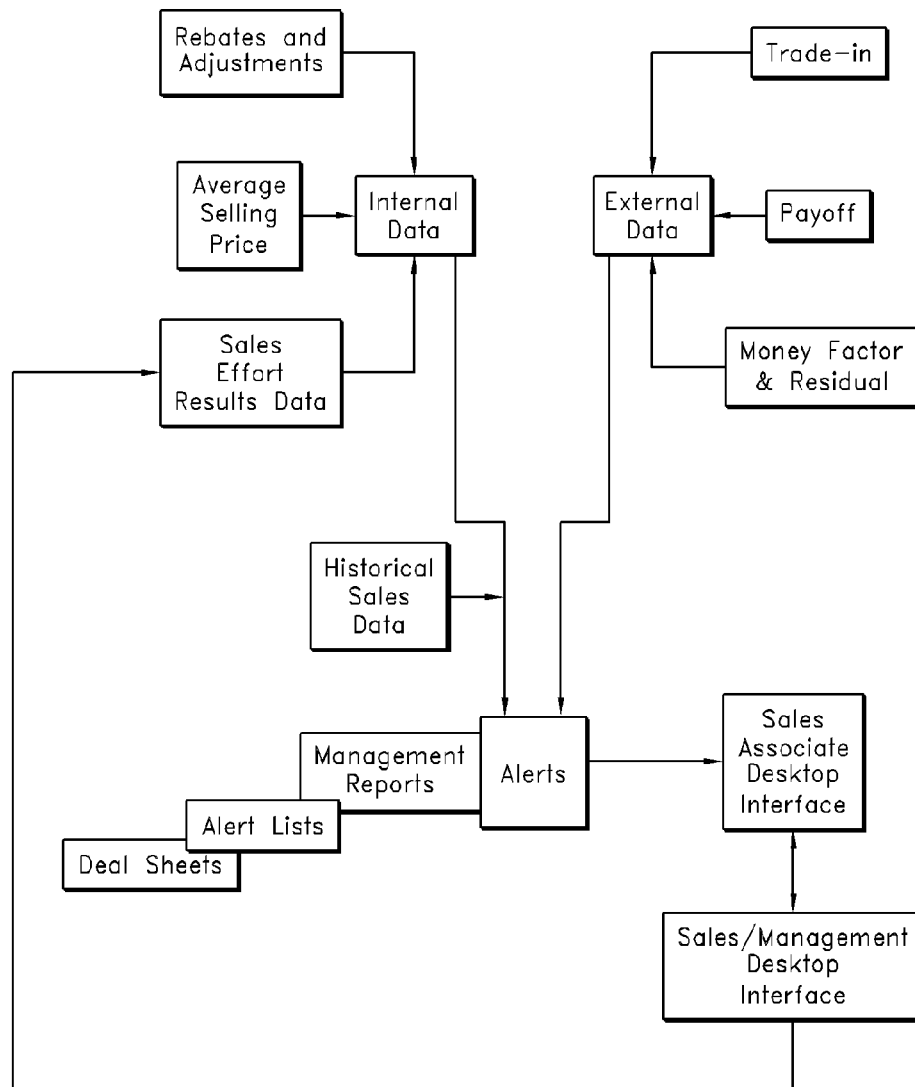 Rebates and
Adjustments
Trade-in
Average
Selling
Price
Internal
Data
External
Data
Payoff
Sales
Effort
Results Data
Money Factor
& Residual
Historical
Sales
Data
Management
Reports
Alerts
Sales
Associate
Desktop
Interface
Alert Lists
Deal Sheets
Sales/Management
Desktop
Interface